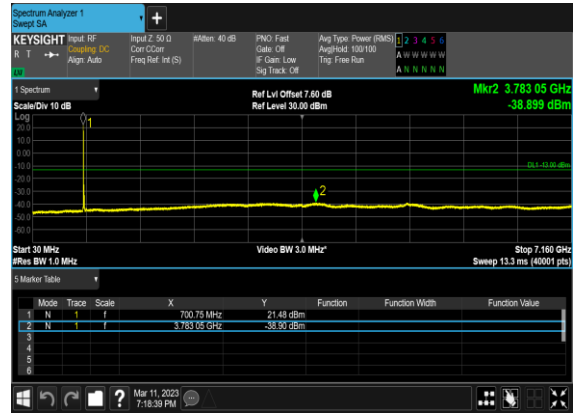 Spectrum Analyzer 1
Swept SA
+
KEYSIGHT Input: RF Input Z: 50 Ω #Atten: 40 dB PNO: Fast Avg Type: Power (RMS) 1 2 3 4 5 6
R T Coupling: DC Corr CCorr Gate: Off Avg|Hold: 100/100 A W W W W W
Align: Auto Freq Ref: Int (S) IF Gain: Low Trig: Free Run
LW Sig Track: Off A N N N N N
1 Spectrum Ref Lvl Offset 7.60 dB Mkr2 3.783 05 GHz
Scale/Div 10 dB Ref Level 30.00 dBm -38.899 dBm
Log
20.0
10.0
0.00
-10.0
-20.0
-30.0
-40.0
-50.0
-60.0
1
DL1 -13.00 dBm
2
Start 30 MHz Video BW 3.0 MHz* Stop 7.160 GHz
#Res BW 1.0 MHz Sweep 13.3 ms (40001 pts)
5 Marker Table
Mode Trace Scale X Y Function Function Width Function Value
1 N 1 f 700.75 MHz 21.48 dBm
2 N 1 f 3.783 05 GHz -38.90 dBm
3
4
5
6
? Mar 11, 2023
7:18:39 PM